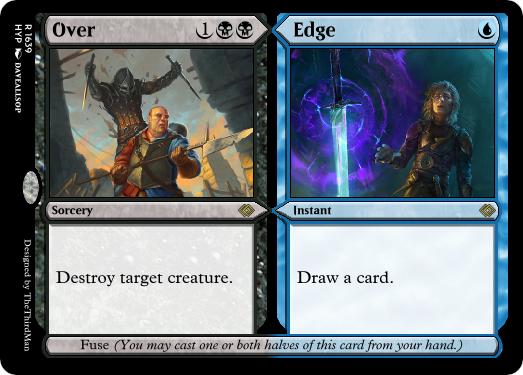 Over
1
Edge
Sorcery
Instant
Destroy target creature.
Draw a card.
Fuse (You may cast one or both halves of this card from your hand.)
R 1639
HYP DAVEALLSOP
Designed by TheThirdMan